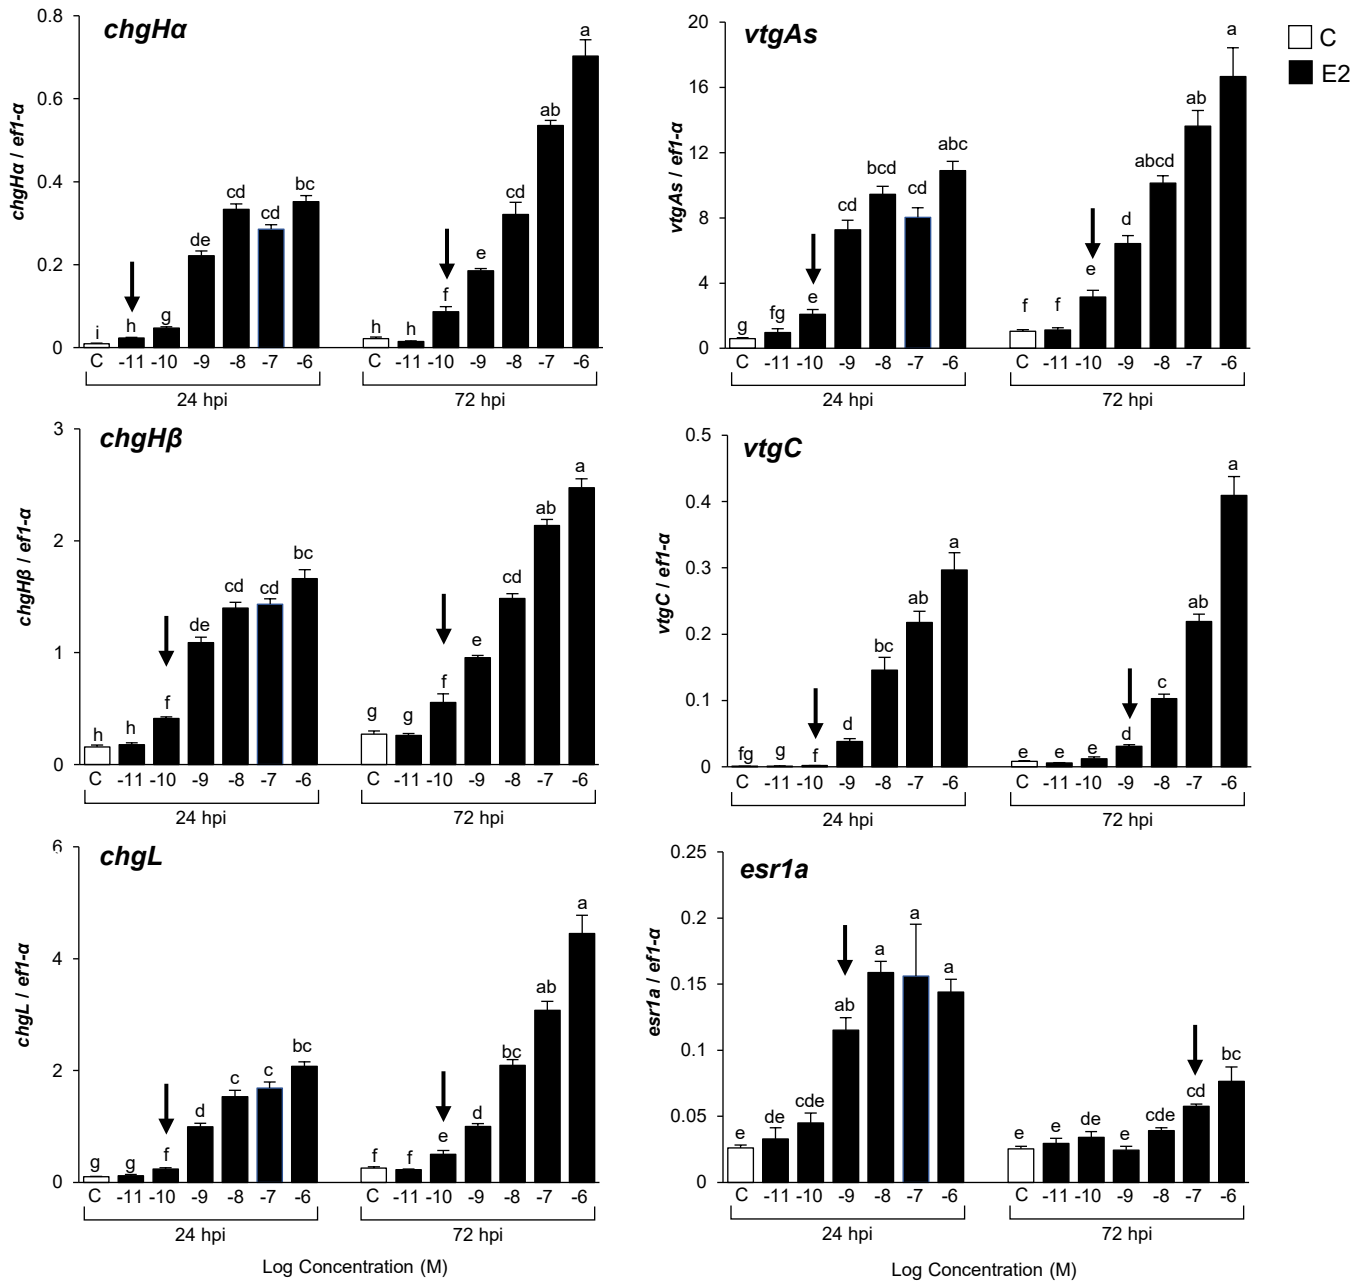 chgHα
chgHα / ef1-α
0.8
0.6
0.4
0.2
0
i h g de cd cd bc
h h f e cd ab a
C -11 -10 -9 -8 -7 -6
C -11 -10 -9 -8 -7 -6
24 hpi
72 hpi
vtgAs
vtgAs / ef1-α
20
16
12
8
4
0
g fg e cd bcd cd abc
f f e d abcd ab a
C -11 -10 -9 -8 -7 -6
C -11 -10 -9 -8 -7 -6
24 hpi
72 hpi
C
E2
chgHβ
chgHβ / ef1-α
3
2
1
0
h h f de cd cd bc
g g f e cd ab a
C -11 -10 -9 -8 -7 -6
C -11 -10 -9 -8 -7 -6
24 hpi
72 hpi
vtgC
vtgC / ef1-α
0.5
0.4
0.3
0.2
0.1
0
fg g f d bc ab a
e e e d c ab a
C -11 -10 -9 -8 -7 -6
C -11 -10 -9 -8 -7 -6
24 hpi
72 hpi
chgL
chgL / ef1-α
6
4
2
0
g g f d c c bc
f f e d bc ab a
C -11 -10 -9 -8 -7 -6
C -11 -10 -9 -8 -7 -6
24 hpi
72 hpi
Log Concentration (M)
esr1a
esr1a / ef1-α
0.25
0.2
0.15
0.1
0.05
0
e de cde ab a a a
e e de e cde cd bc
C -11 -10 -9 -8 -7 -6
C -11 -10 -9 -8 -7 -6
24 hpi
72 hpi
Log Concentration (M)